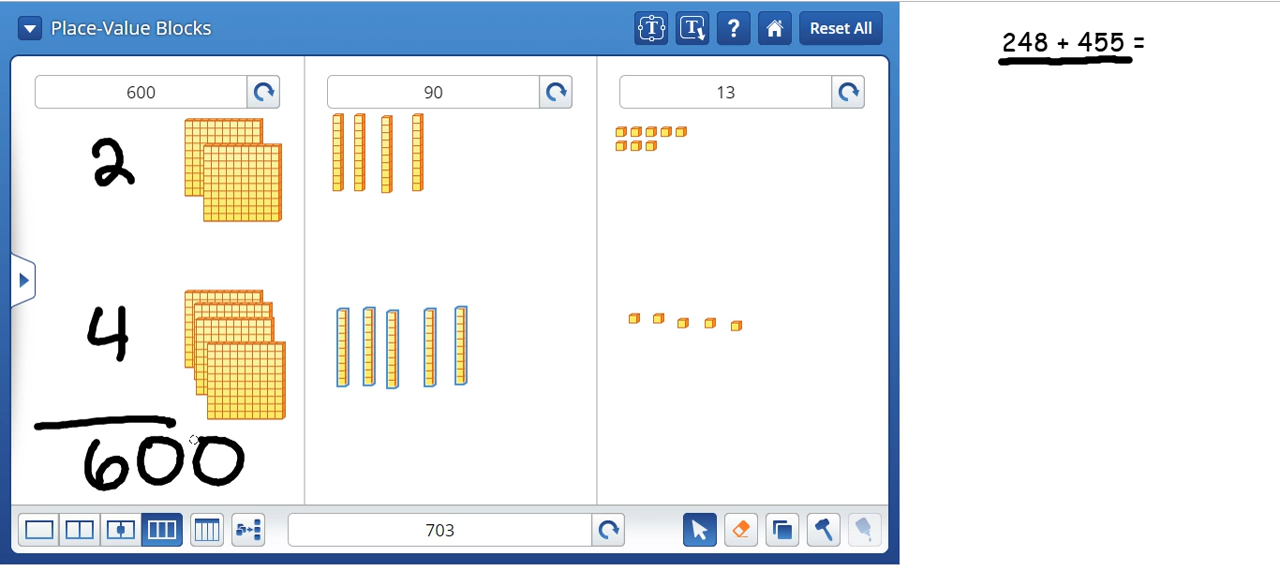 Place-Value Blocks
T T ? Reset All
248 + 455 =
600 90 13
2
4
600
703